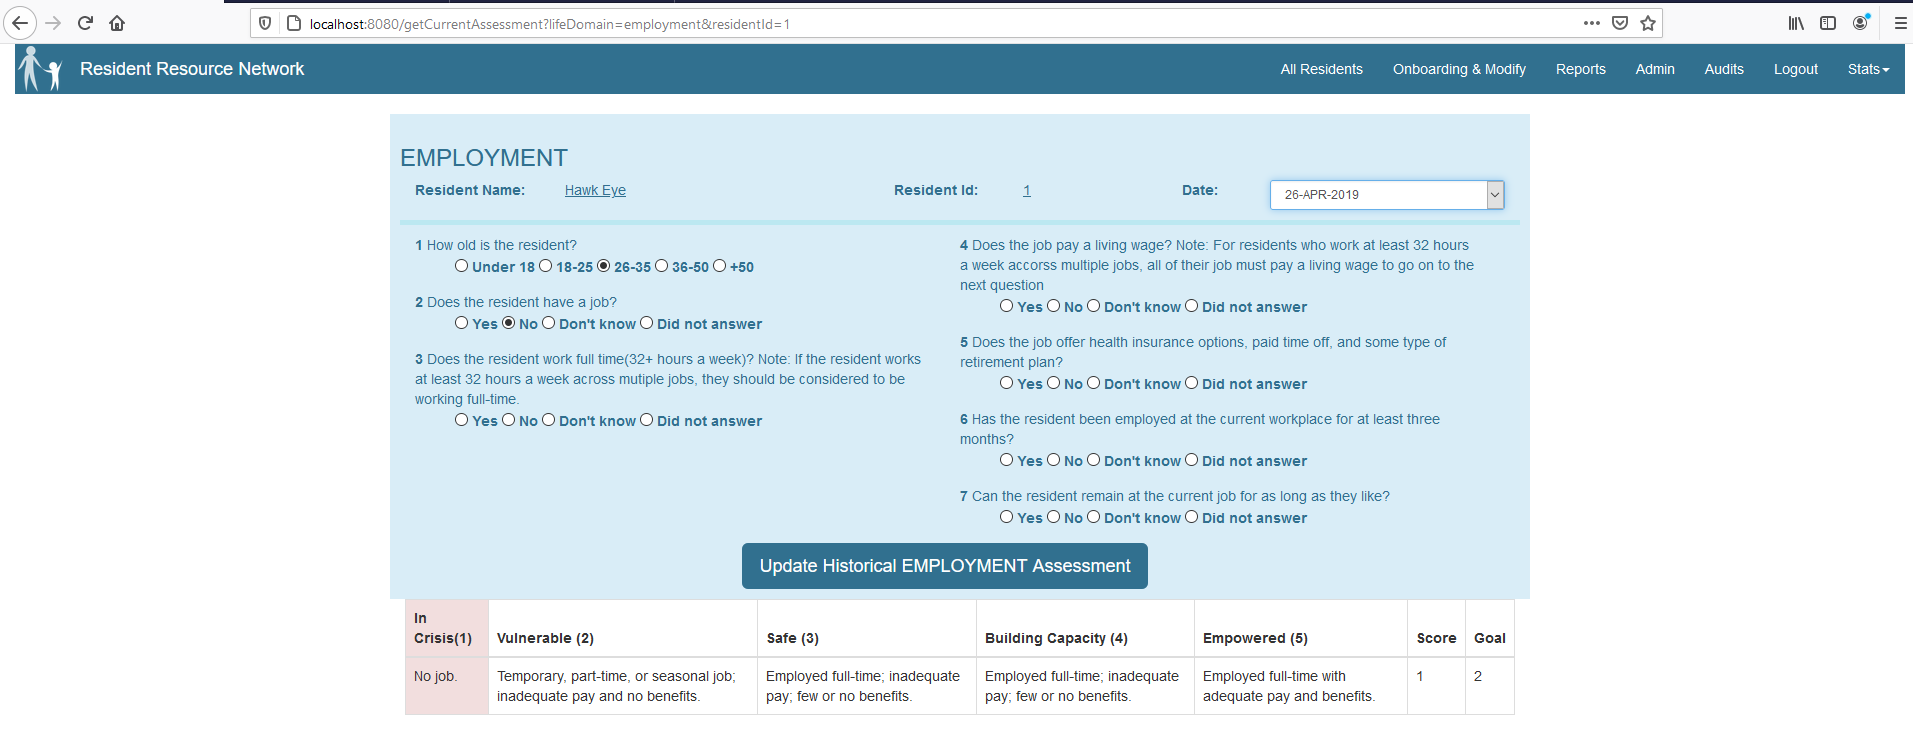 localhost:8080/getCurrentAssessment?lifeDomain=employment&residentId=1
Resident Resource Network
All Residents Onboarding & Modify Reports Admin Audits Logout Stats
EMPLOYMENT
Resident Name: Hawk Eye Resident Id: 1 Date: 26-APR-2019
1 How old is the resident?
Under 18 18-25 26-35 36-50 +50
2 Does the resident have a job?
Yes No Don't know Did not answer
3 Does the resident work full time(32+ hours a week)? Note: If the resident works
at least 32 hours a week across mutiple jobs, they should be considered to be
working full-time.
Yes No Don't know Did not answer
4 Does the job pay a living wage? Note: For residents who work at least 32 hours
a week accorss multiple jobs, all of their job must pay a living wage to go on to the
next question
Yes No Don't know Did not answer
5 Does the job offer health insurance options, paid time off, and some type of
retirement plan?
Yes No Don't know Did not answer
6 Has the resident been employed at the current workplace for at least three
months?
Yes No Don't know Did not answer
7 Can the resident remain at the current job for as long as they like?
Yes No Don't know Did not answer
Update Historical EMPLOYMENT Assessment
In
Crisis(1) Vulnerable (2) Safe (3) Building Capacity (4) Empowered (5) Score Goal
No job. Temporary, part-time, or seasonal job; Employed full-time; inadequate Employed full-time; inadequate Employed full-time with 1 2
inadequate pay and no benefits. pay; few or no benefits. pay; few or no benefits. adequate pay and benefits.